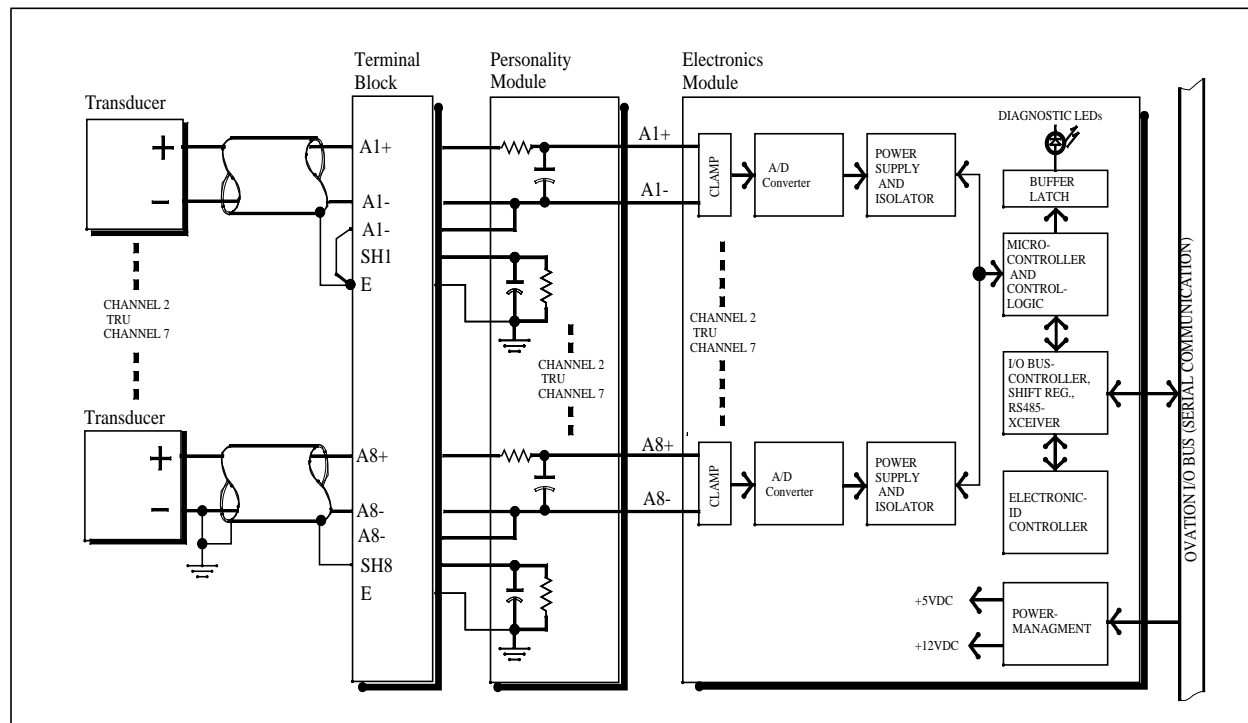 Terminal
Block
Personality
Module
Electronics
Module
Transducer
+
−
A1+
A1-
A1-
SH1
E
CHANNEL 2
TRU
CHANNEL 7
CHANNEL 2
TRU
CHANNEL 7
A1+
A1-
CLAMP
A/D
Converter
POWER
SUPPLY
AND
ISOLATOR
CHANNEL 2
TRU
CHANNEL 7
DIAGNOSTIC LEDs
BUFFER
LATCH
MICRO-
CONTROLLER
AND
CONTROL-
LOGIC
I/O BUS-
CONTROLLER,
SHIFT REG.,
RS485-
XCEIVER
ELECTRONIC-
ID
CONTROLLER
Transducer
+
−
A8+
A8-
A8-
SH8
E
A8+
A8-
CLAMP
A/D
Converter
POWER
SUPPLY
AND
ISOLATOR
+5VDC
+12VDC
POWER-
MANAGMENT
OVATION I/O BUS (SERIAL COMMUNICATION)